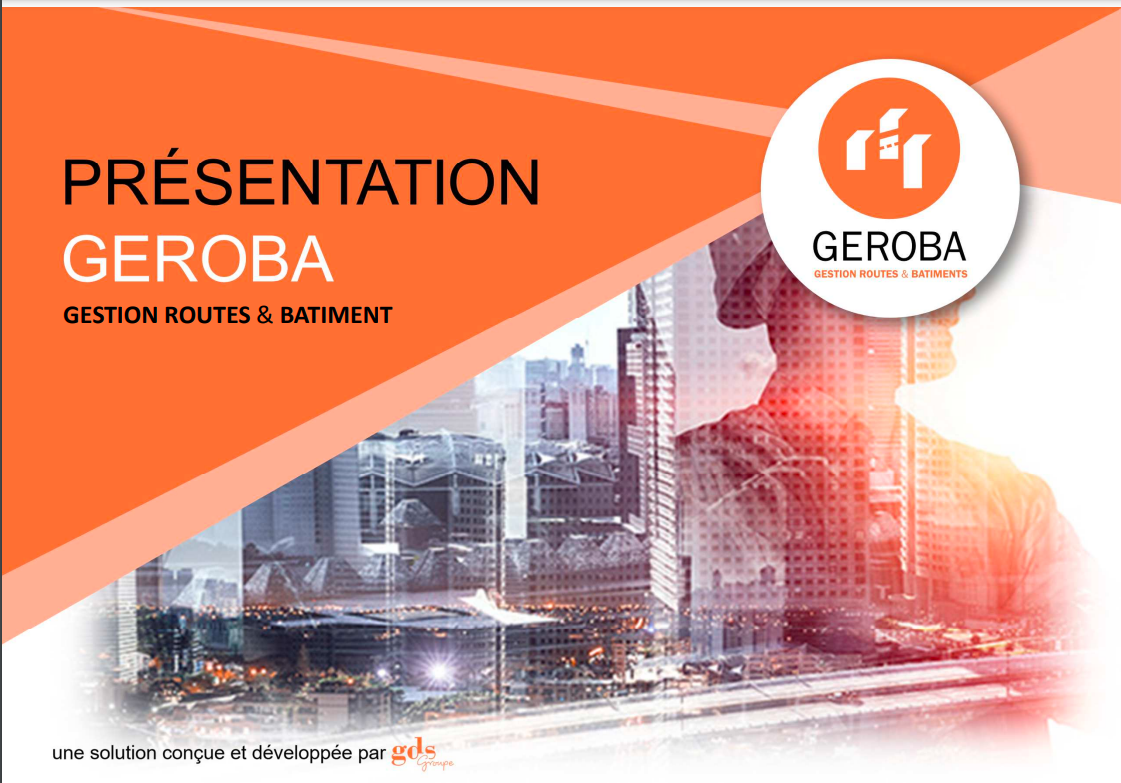 PRÉSENTATION
GEROBA
GESTION ROUTES & BATIMENT
GEROBA
GESTION ROUTES & BATIMENTS
une solution conçue et développée par gds Groupe